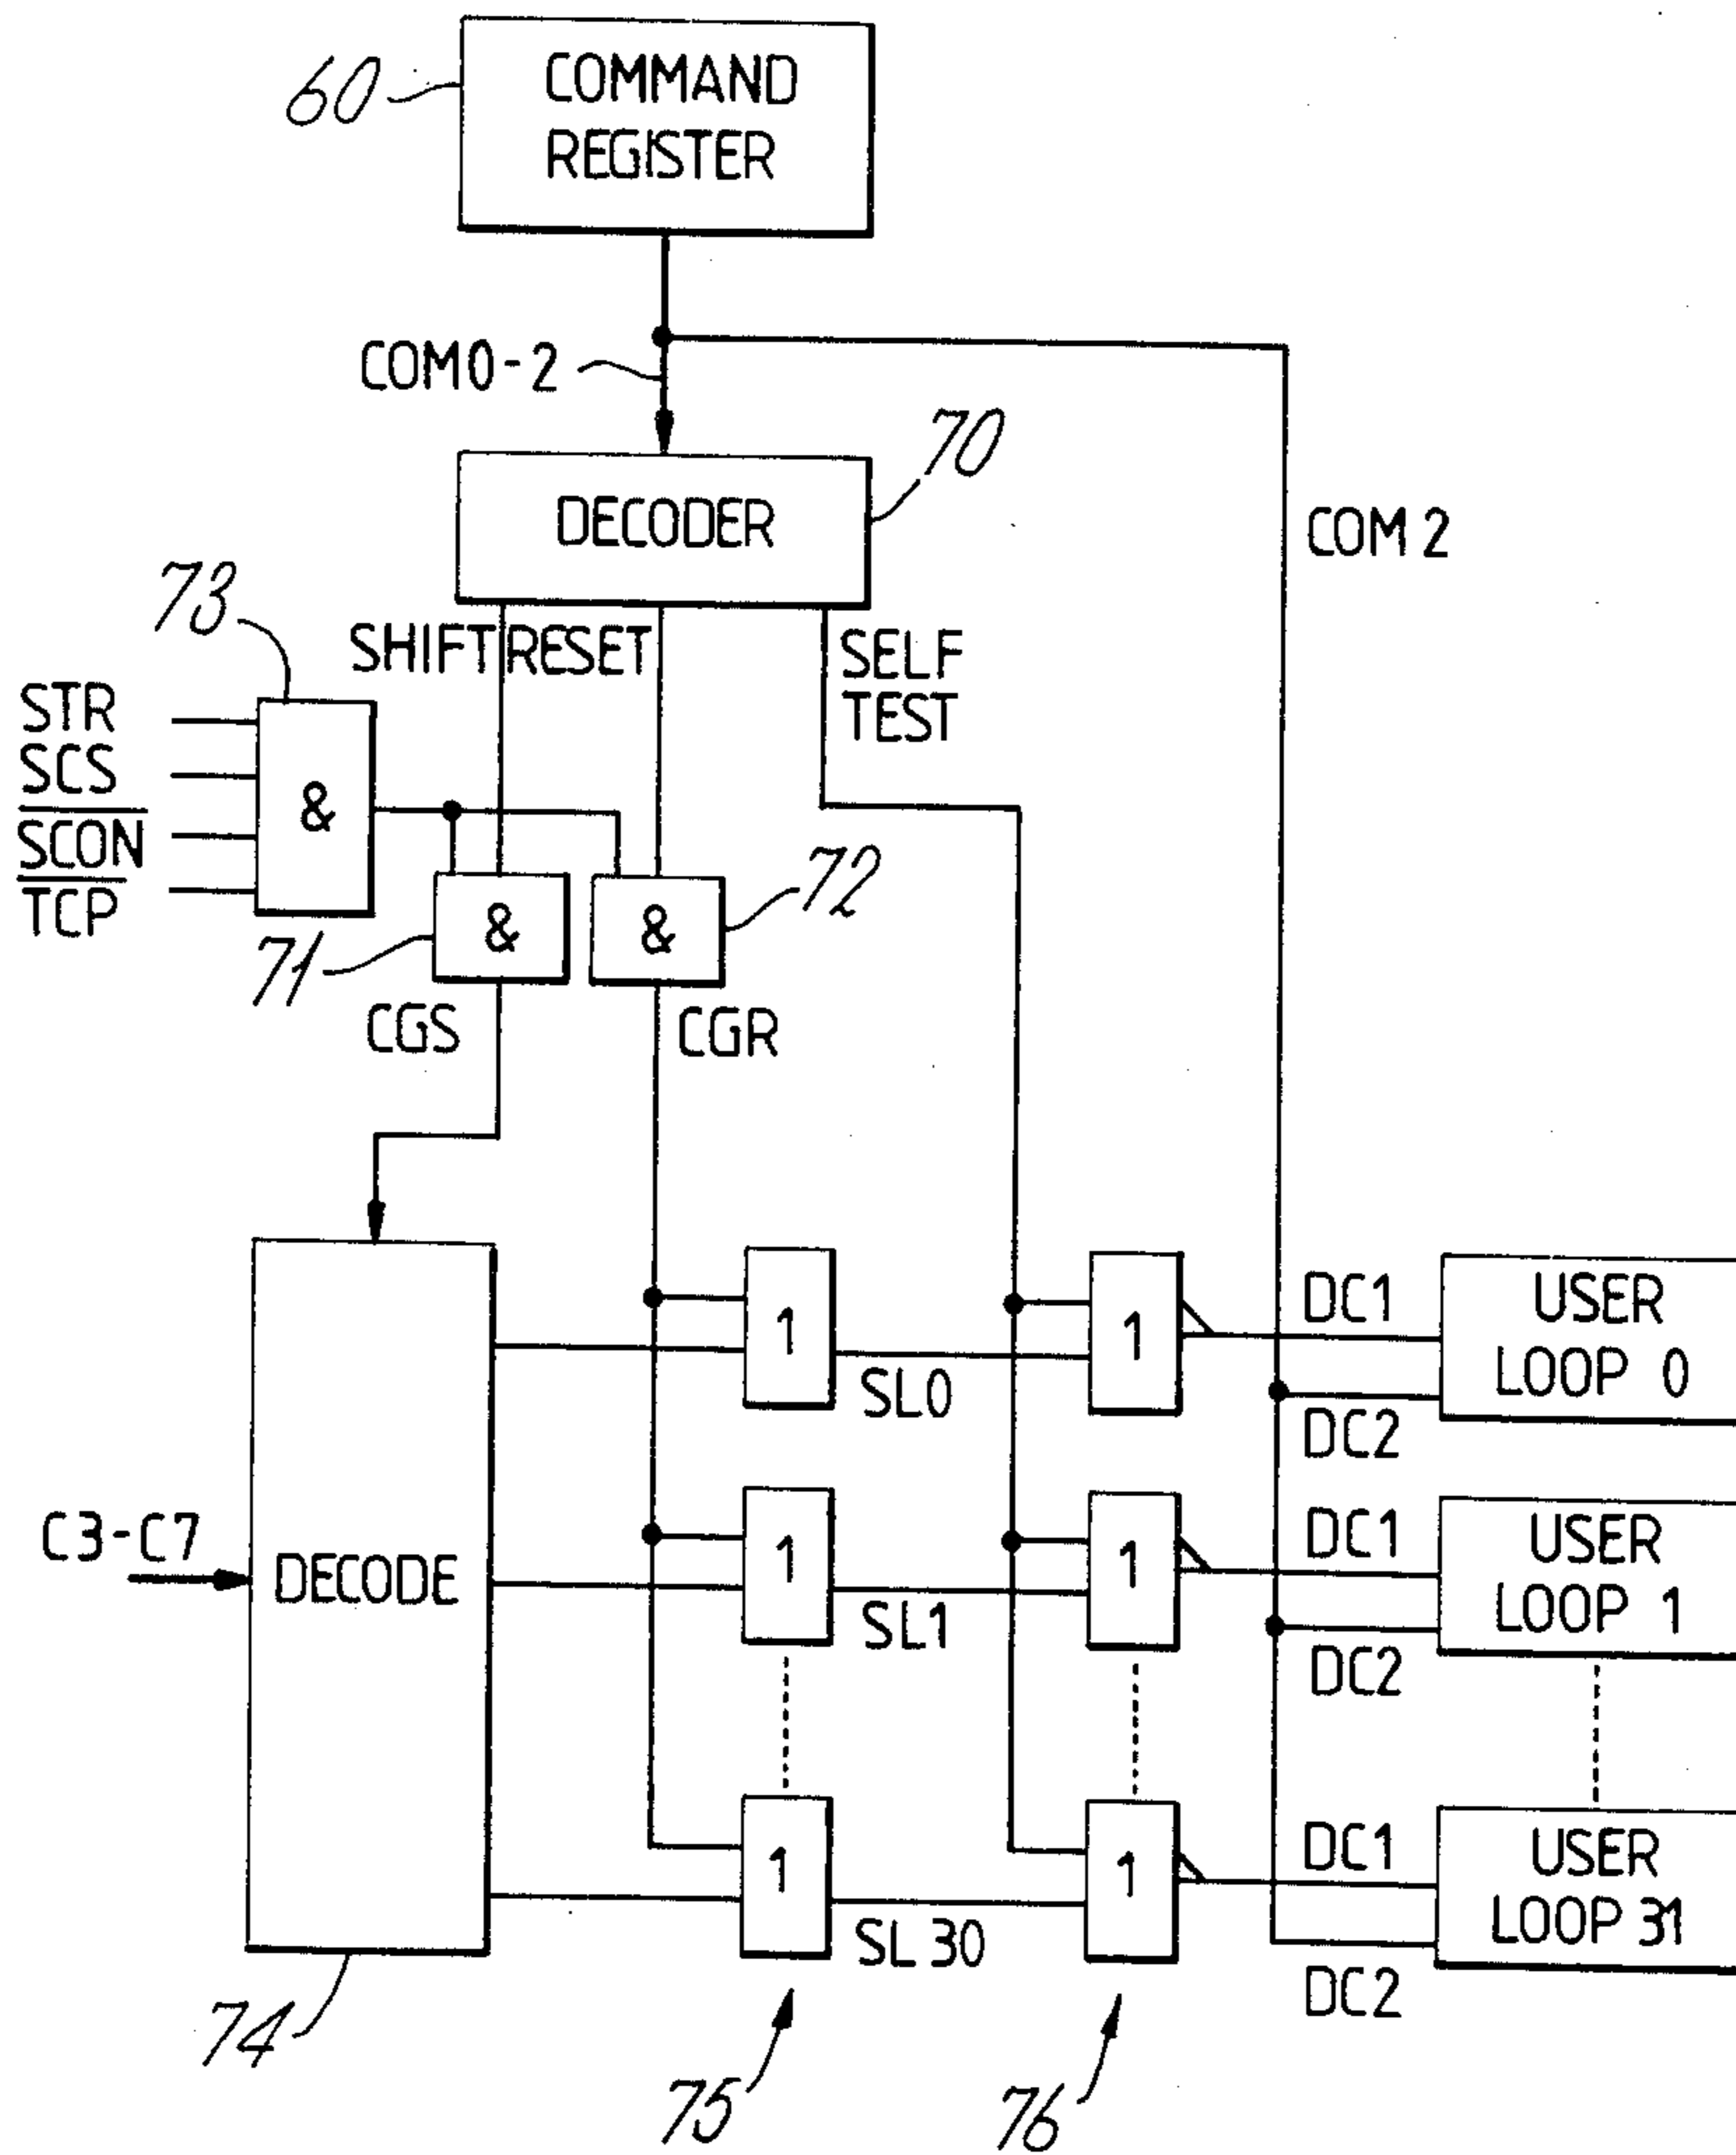 COMMAND
REGISTER
60
COM0-2
70
DECODER
COM 2
73
SHIFT RESET
SELF
TEST
STR
SCS
S̅C̅O̅N̅
T̅C̅P̅
&
&
&
71
72
CGS
CGR
1
1
DC1
USER
LOOP 0
SL0
DC2
C3-C7
DECODE
1
1
DC1
USER
LOOP 1
SL1
DC2
1
1
DC1
USER
LOOP 31
SL 30
DC2
74
75
76